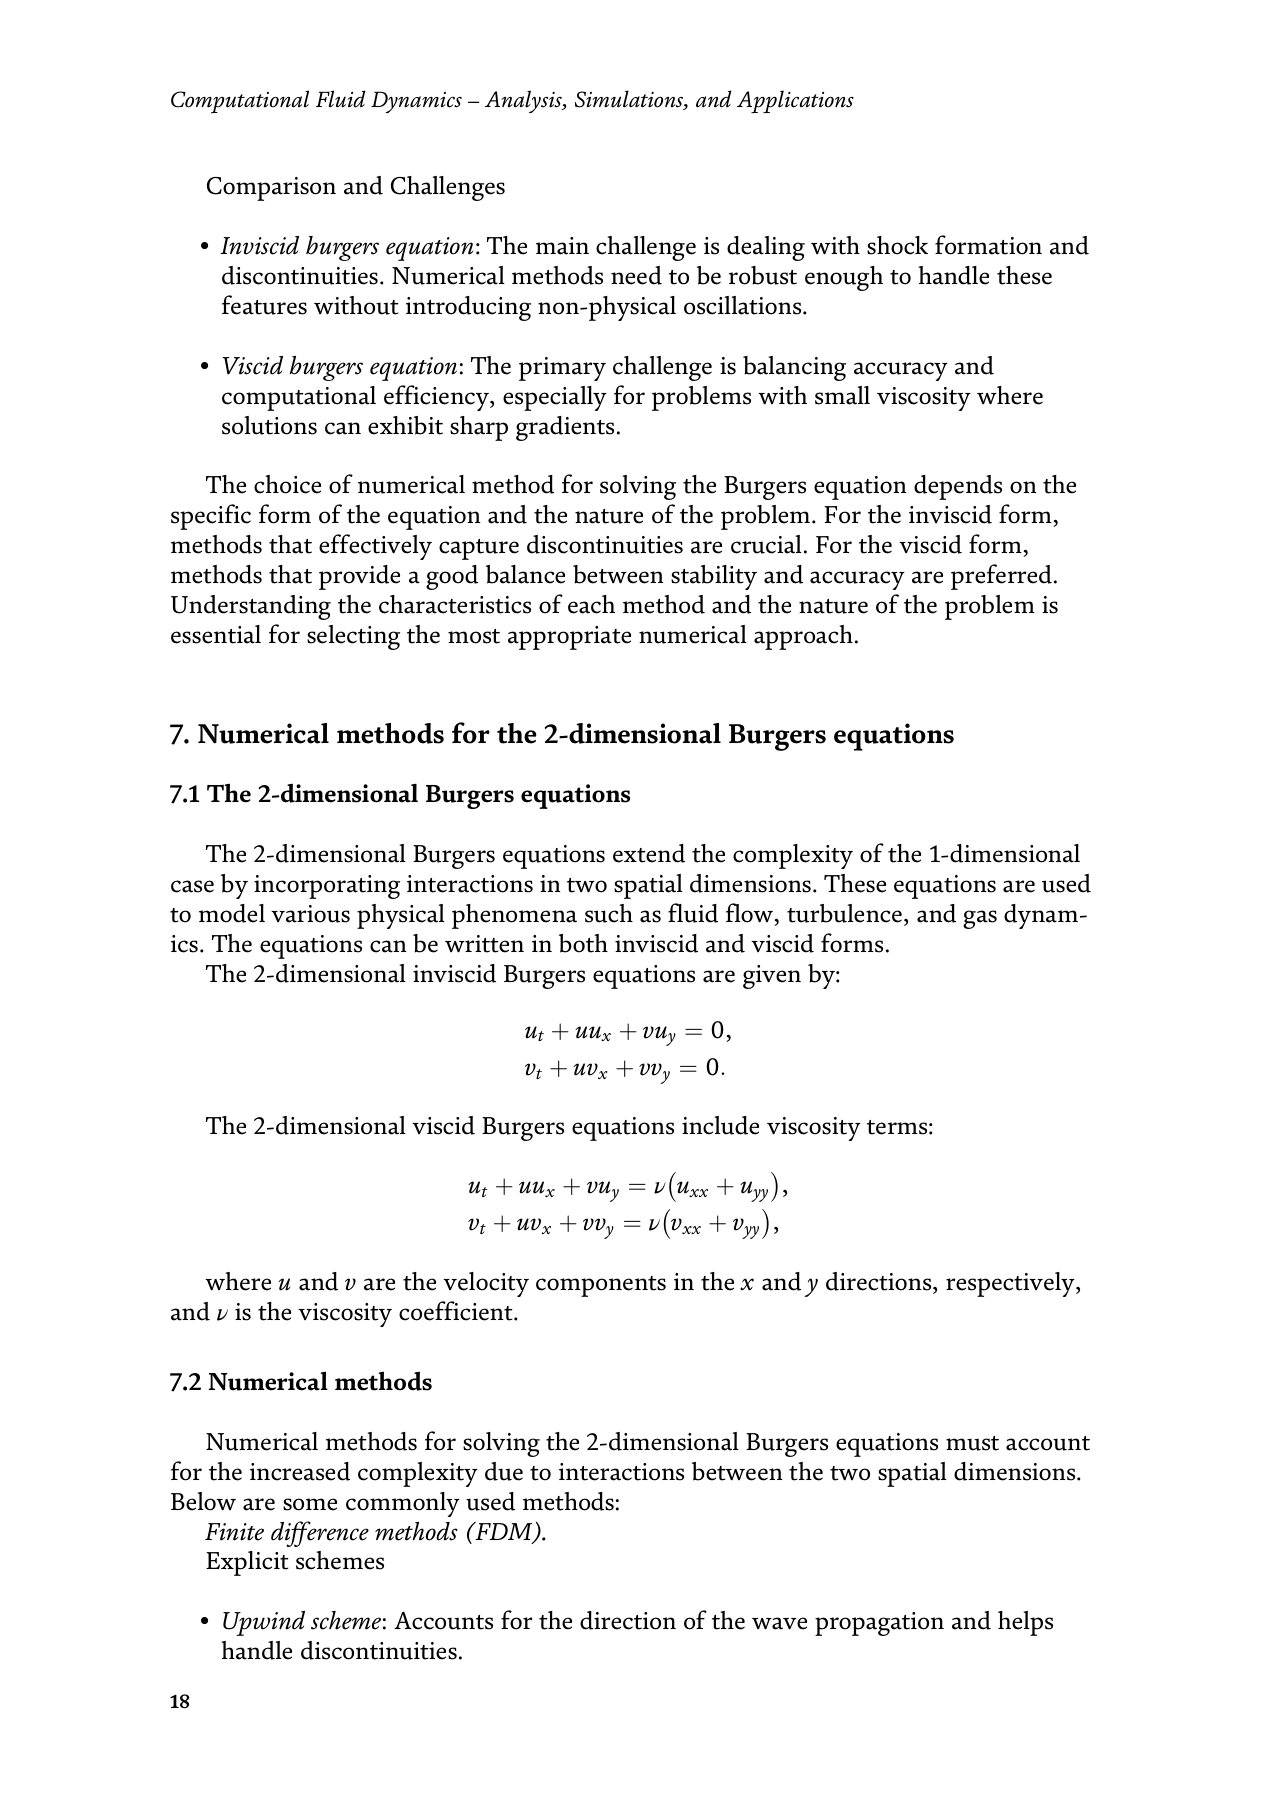 Computational Fluid Dynamics – Analysis, Simulations, and Applications
Comparison and Challenges
• Inviscid burgers equation: The main challenge is dealing with shock formation and
discontinuities. Numerical methods need to be robust enough to handle these
features without introducing non-physical oscillations.
• Viscid burgers equation: The primary challenge is balancing accuracy and
computational efficiency, especially for problems with small viscosity where
solutions can exhibit sharp gradients.
The choice of numerical method for solving the Burgers equation depends on the
specific form of the equation and the nature of the problem. For the inviscid form,
methods that effectively capture discontinuities are crucial. For the viscid form,
methods that provide a good balance between stability and accuracy are preferred.
Understanding the characteristics of each method and the nature of the problem is
essential for selecting the most appropriate numerical approach.
7. Numerical methods for the 2-dimensional Burgers equations
7.1 The 2-dimensional Burgers equations
The 2-dimensional Burgers equations extend the complexity of the 1-dimensional
case by incorporating interactions in two spatial dimensions. These equations are used
to model various physical phenomena such as fluid flow, turbulence, and gas dynam-
ics. The equations can be written in both inviscid and viscid forms.
The 2-dimensional inviscid Burgers equations are given by:
$u_t + uu_x + vu_y = 0,$
$v_t + uv_x + vv_y = 0.$
The 2-dimensional viscid Burgers equations include viscosity terms:
$u_t + uu_x + vu_y = \nu(u_{xx} + u_{yy}),$
$v_t + uv_x + vv_y = \nu(v_{xx} + v_{yy}),$
where u and v are the velocity components in the x and y directions, respectively,
and ν is the viscosity coefficient.
7.2 Numerical methods
Numerical methods for solving the 2-dimensional Burgers equations must account
for the increased complexity due to interactions between the two spatial dimensions.
Below are some commonly used methods:
Finite difference methods (FDM).
Explicit schemes
• Upwind scheme: Accounts for the direction of the wave propagation and helps
handle discontinuities.
18